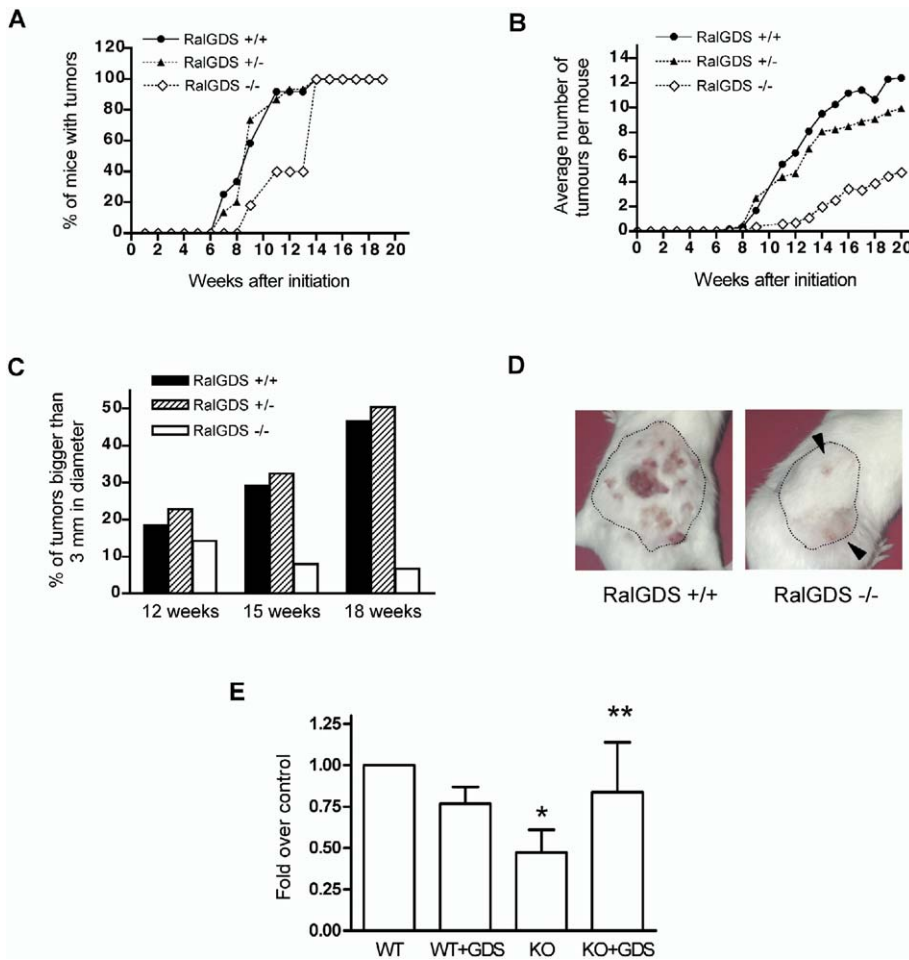 A
RalGDS +/+
RalGDS +/-
RalGDS -/-
% of mice with tumors
120
100
80
60
40
20
0
0 2 4 6 8 10 12 14 16 18 20
Weeks after initiation
B
RalGDS +/+
RalGDS +/-
RalGDS -/-
Average number of
tumours per mouse
14
12
10
8
6
4
2
0
0 2 4 6 8 10 12 14 16 18 20
Weeks after initiation
C
RalGDS +/+
RalGDS +/-
RalGDS -/-
% of tumors bigger than
3 mm in diameter
50
30
20
10
0
12 weeks 15 weeks 18 weeks
D
RalGDS +/+ RalGDS -/-
E
Fold over control
1.25
1.00
0.75
0.50
0.25
0.00
*
**
WT WT+GDS KO KO+GDS